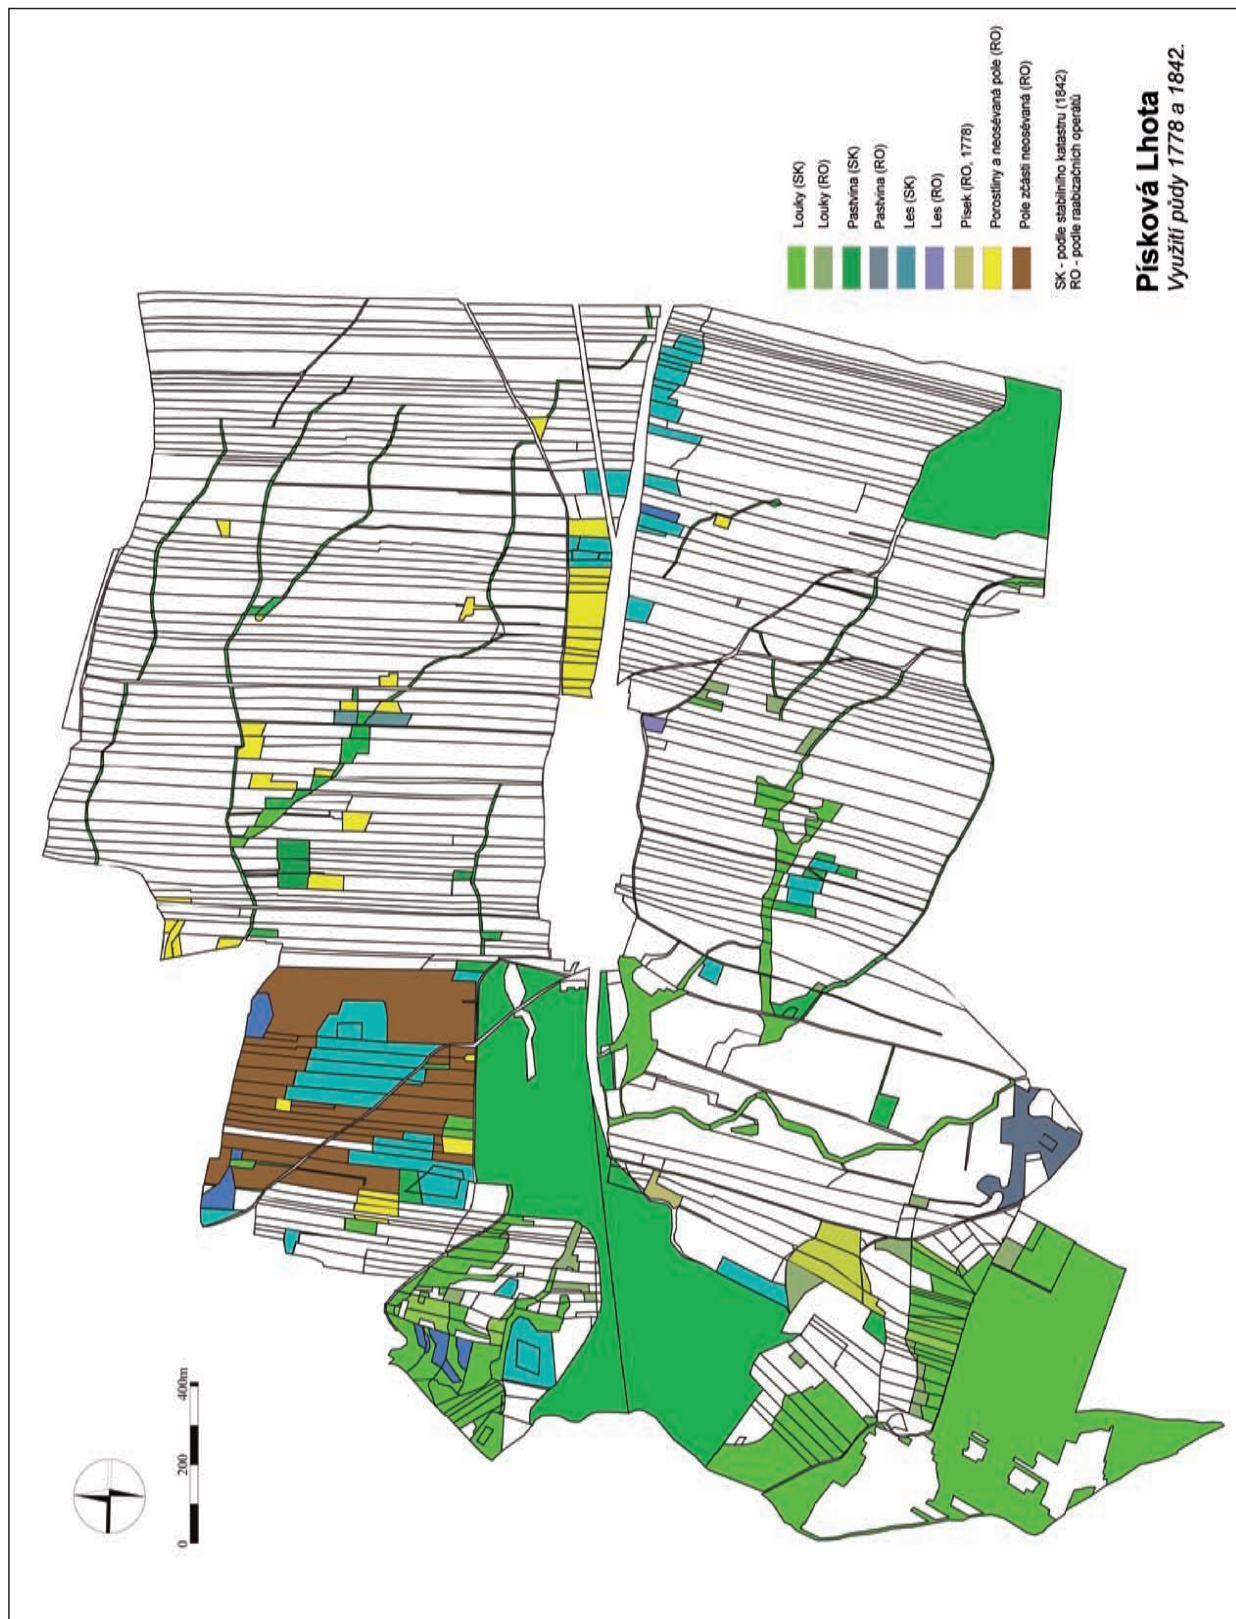 Louky (SK)
Louky (RO)
Pastvina (SK)
Pastvina (RO)
Les (SK)
Les (RO)
Písek (RO, 1778)
Porostliny a neosévaná pole (RO)
Pole zčásti neosévaná (RO)
SK - podle stabilního katastru (1842)
RO - podle raabizačních operátů
Písková Lhota
Využití půdy 1778 a 1842.
0 200 400m